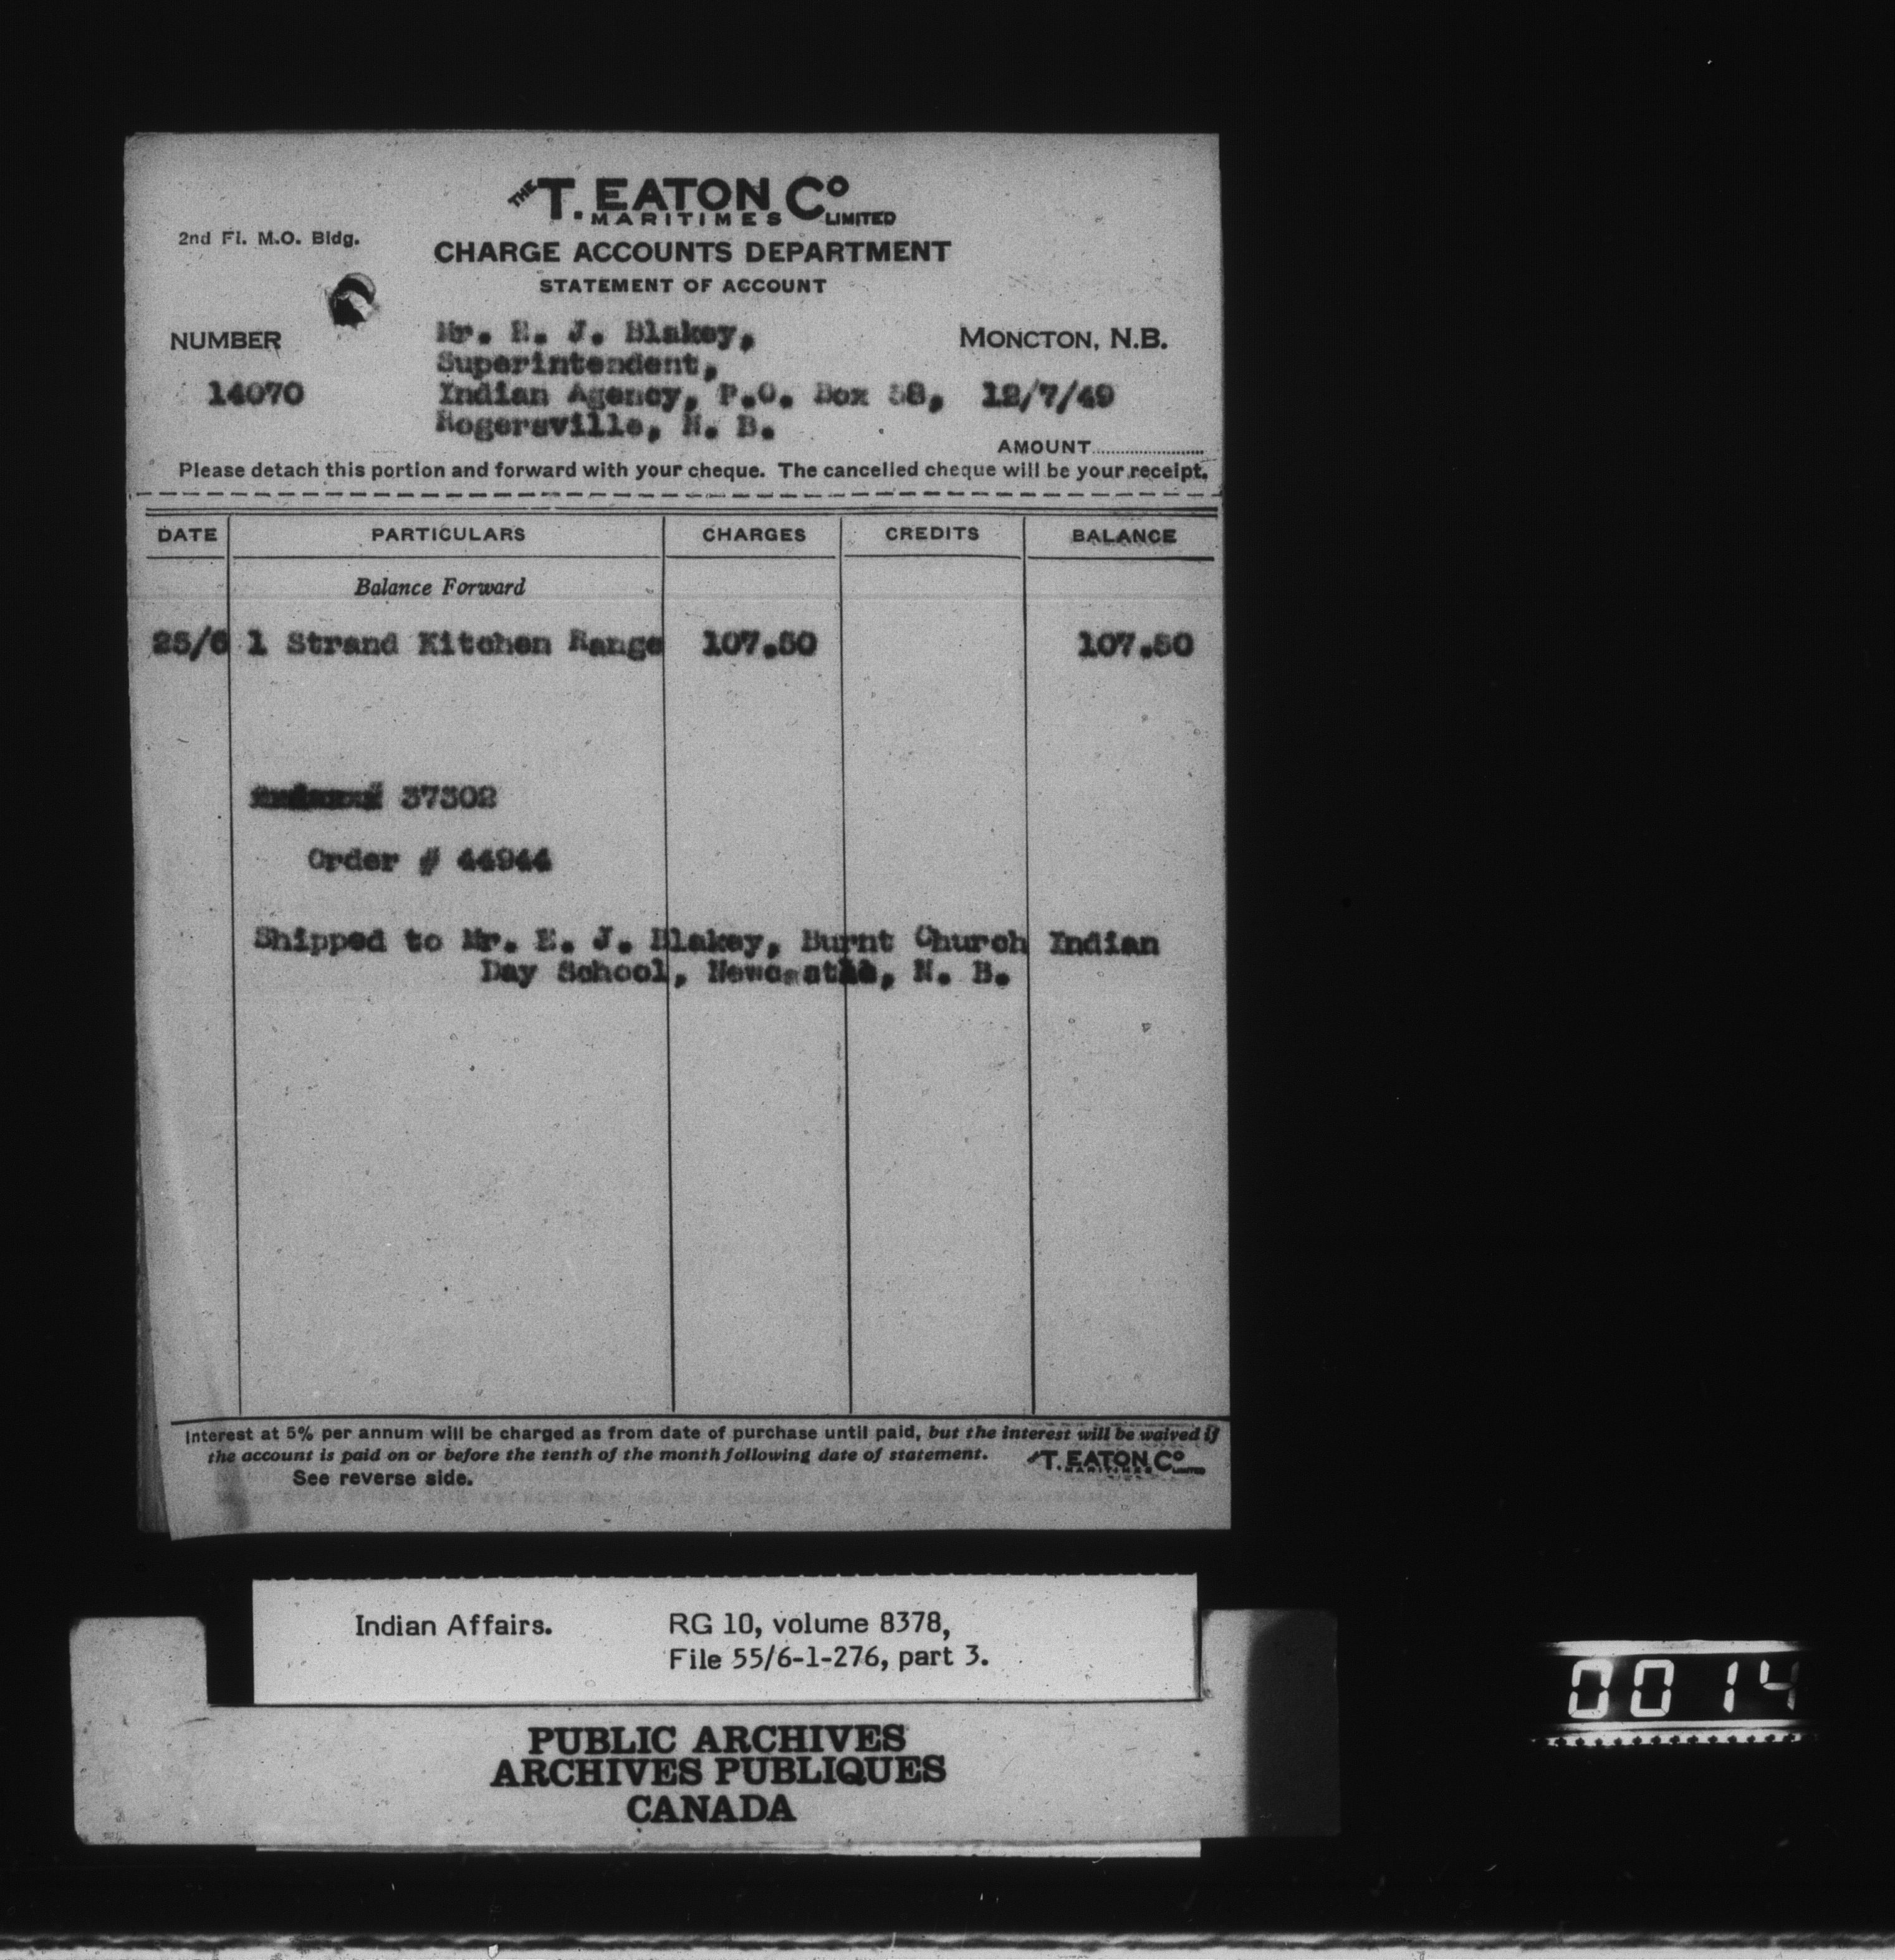 THE T. EATON Co
MARITIMES LIMITED
2nd Fl. M.O. Bldg.
CHARGE ACCOUNTS DEPARTMENT
STATEMENT OF ACCOUNT
NUMBER
14070
Mr. E. J. Blakey,
Superintendent,
Indian Agency, P.O. Box 58,
Rogersville, N. B.
MONCTON, N.B.
12/7/49
AMOUNT........................
Please detach this portion and forward with your cheque. The cancelled cheque will be your receipt.
DATE PARTICULARS CHARGES CREDITS BALANCE
Balance Forward
25/6 1 Strand Kitchen Range 107.50 107.50
37302
Order # 44944
Shipped to Mr. E. J. Blakey, Burnt Church Indian
Day School, Newcastle, N. B.
Interest at 5% per annum will be charged as from date of purchase until paid, but the interest will be waived if
the account is paid on or before the tenth of the month following date of statement.
See reverse side.
THE T. EATON Co
MARITIMES LIMITED
Indian Affairs. RG 10, volume 8378,
File 55/6-1-276, part 3.
PUBLIC ARCHIVES
ARCHIVES PUBLIQUES
CANADA
0014